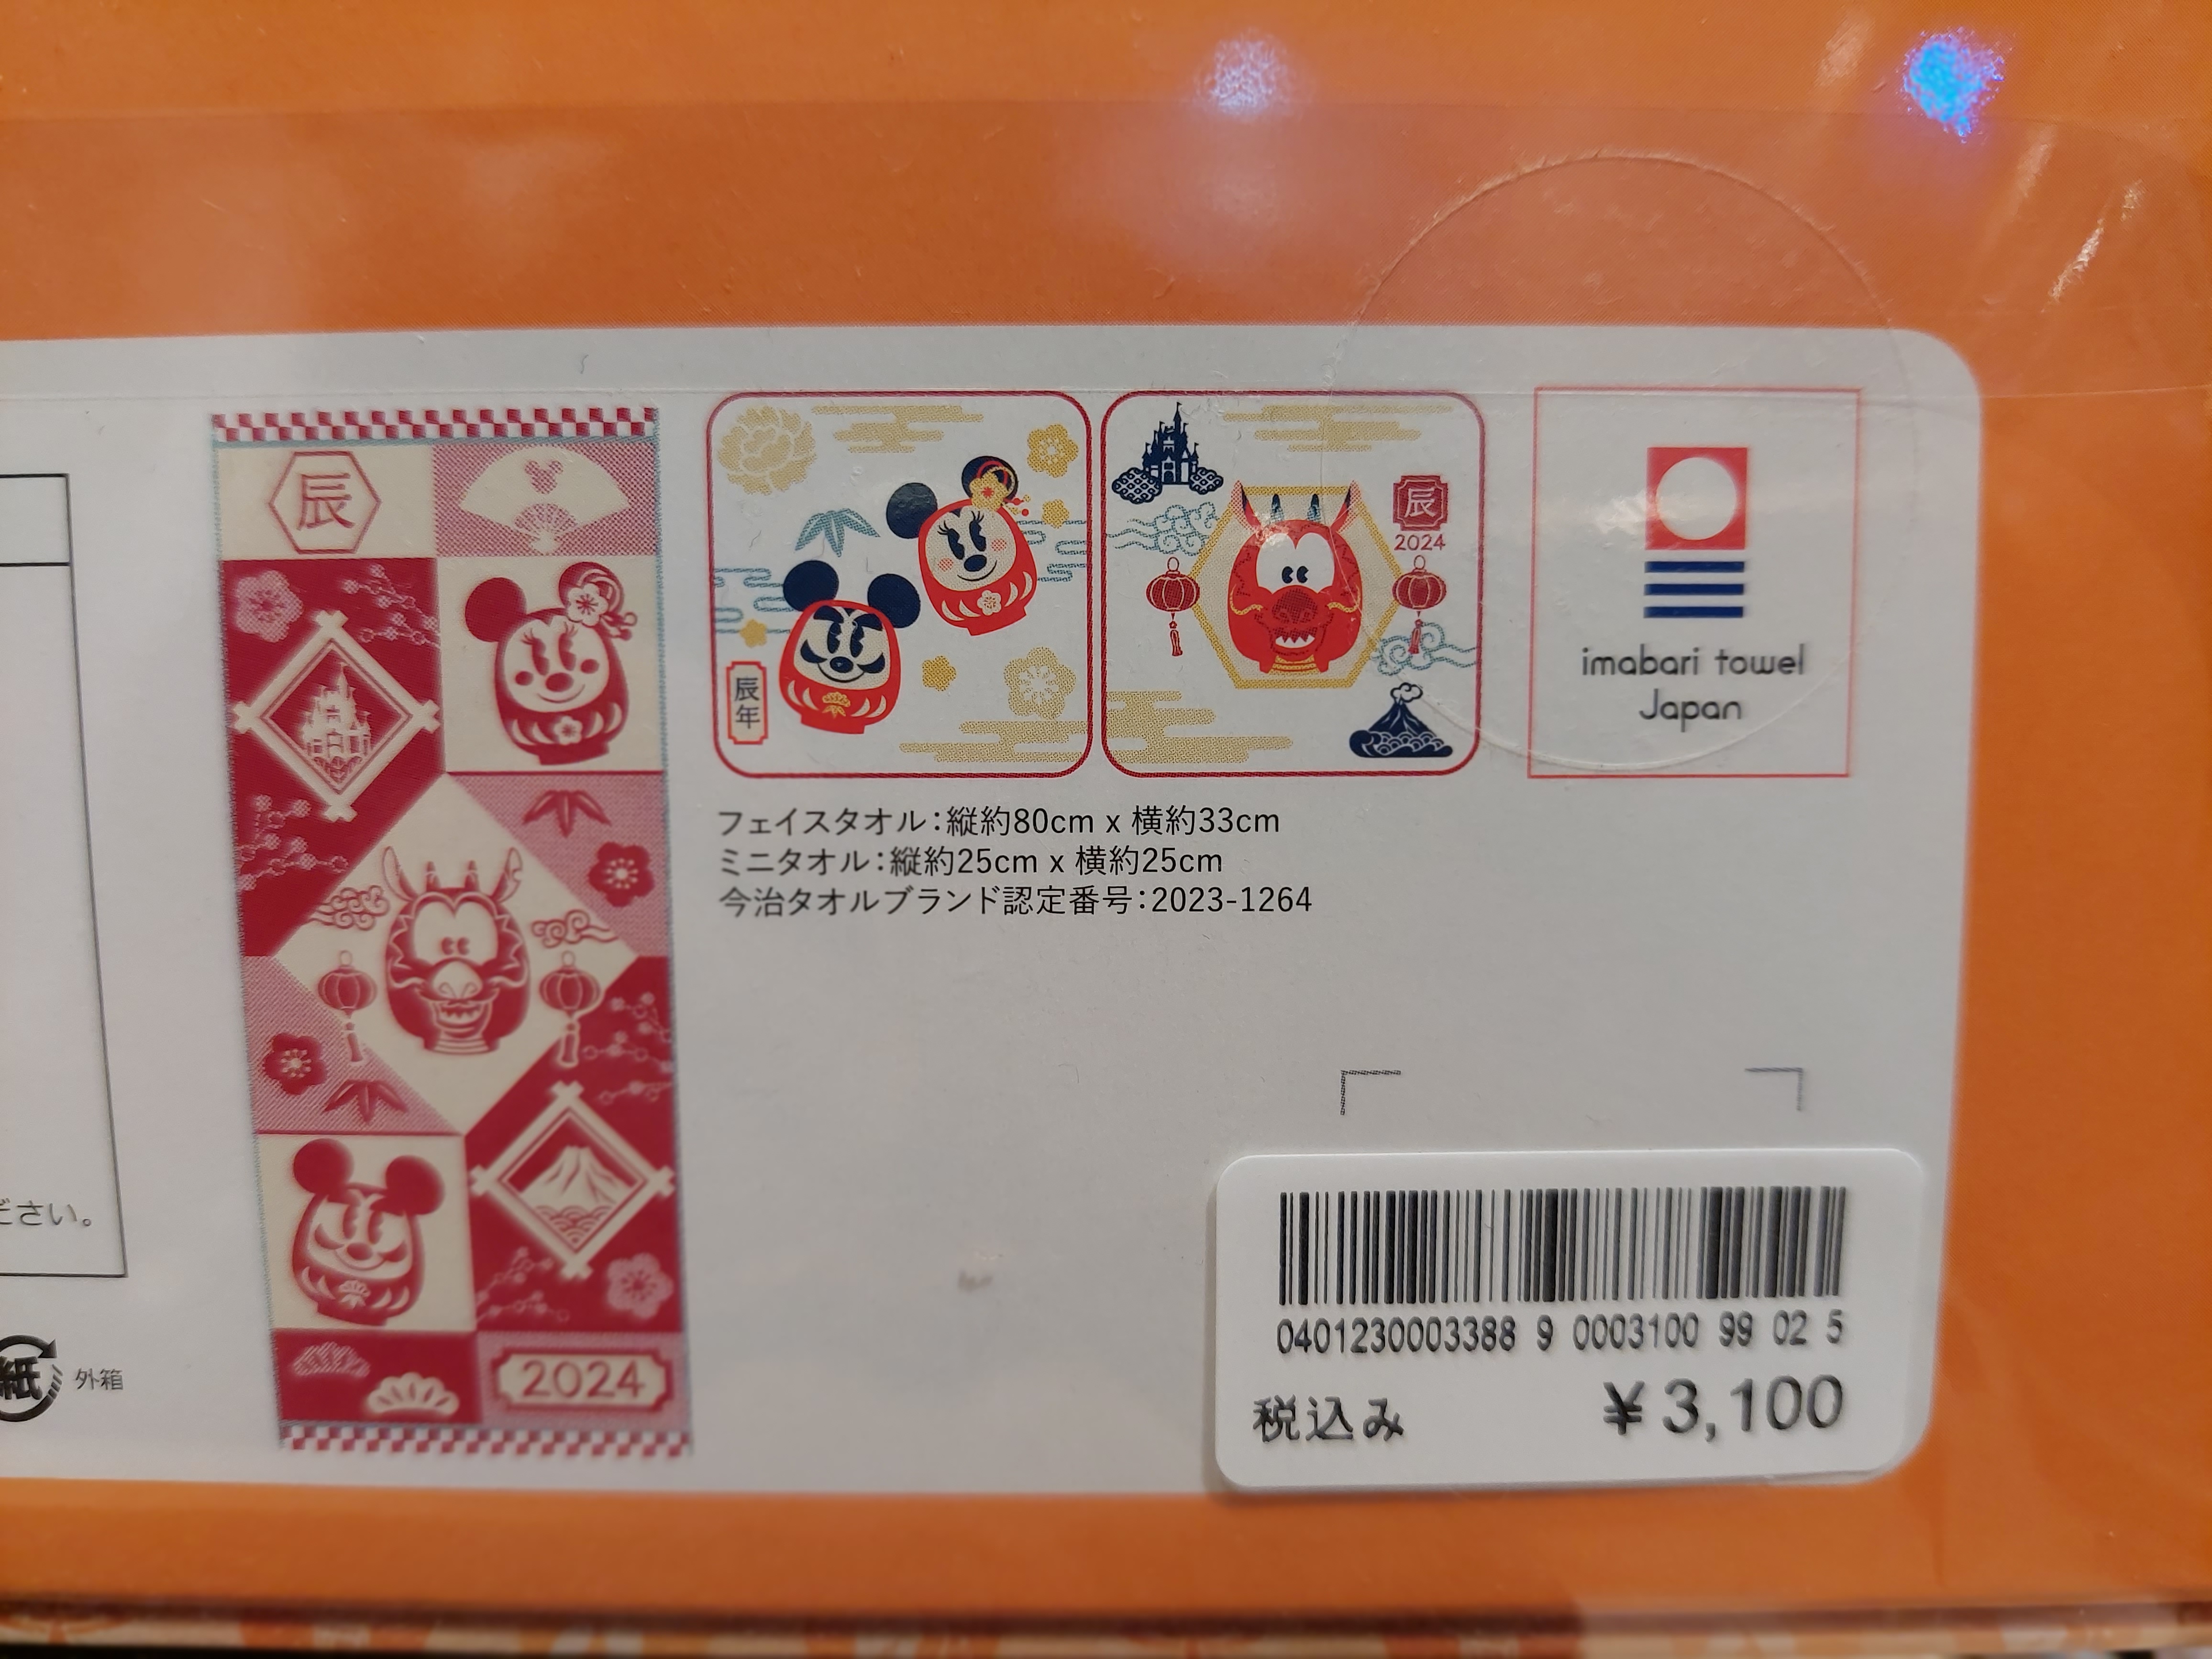 ださい。
紙
外箱
辰
2024
辰年
辰
2024
imabari towel
Japan
フェイスタオル：縦約80cm x 横約33cm
ミニタオル：縦約25cm x 横約25cm
今治タオルブランド認定番号：2023-1264
0401230003388 9 0003100 99 02 5
税込み ¥3,100